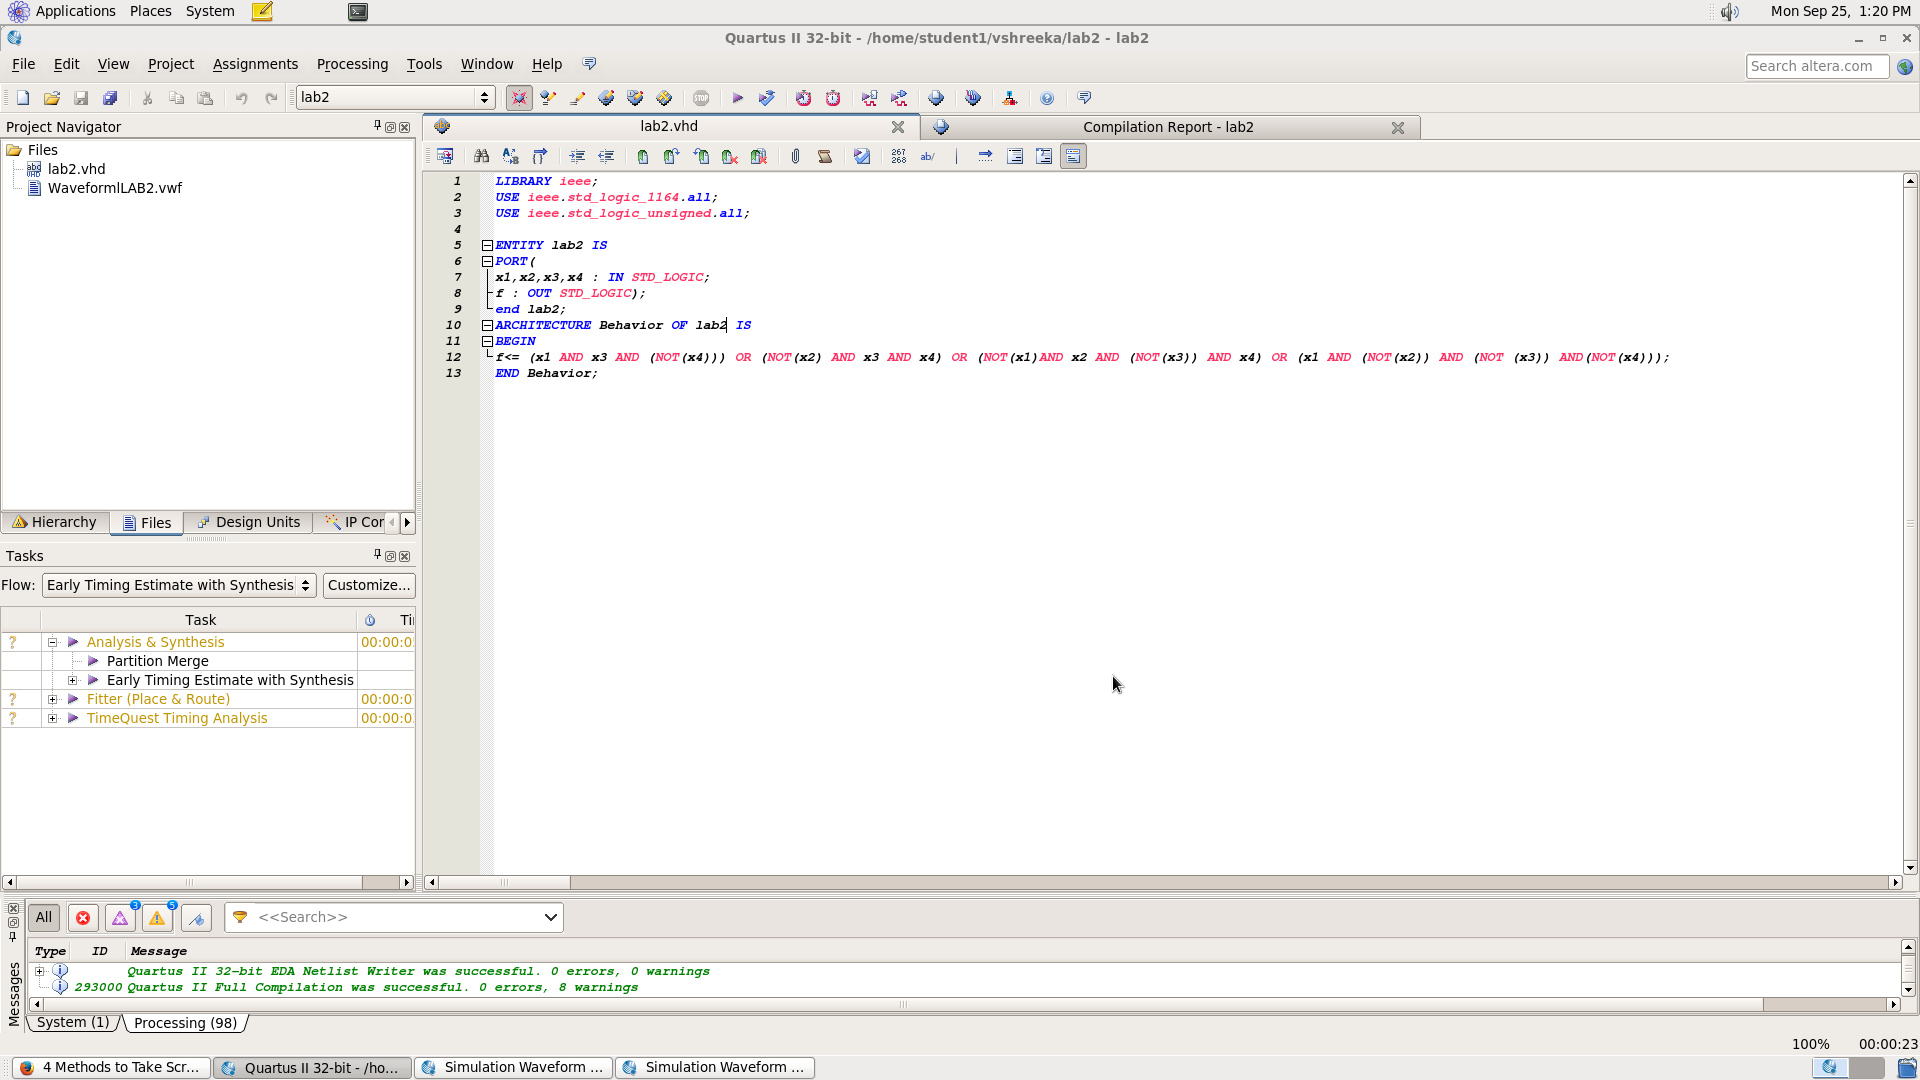 Applications Places System Mon Sep 25, 1:20 PM
Quartus II 32-bit - /home/student1/vshreeka/lab2 - lab2
File Edit View Project Assignments Processing Tools Window Help Search altera.com
lab2
Project Navigator
Files
lab2.vhd
WaveformlLAB2.vwf
Hierarchy Files Design Units IP Cor
Tasks
Flow: Early Timing Estimate with Synthesis Customize...
Task Ti
? Analysis & Synthesis 00:00:0
Partition Merge
Early Timing Estimate with Synthesis
? Fitter (Place & Route) 00:00:0
? TimeQuest Timing Analysis 00:00:0
lab2.vhd Compilation Report - lab2
267
268 ab/
1 LIBRARY ieee;
2 USE ieee.std_logic_1164.all;
3 USE ieee.std_logic_unsigned.all;
4
5 ENTITY lab2 IS
6 PORT(
7 x1,x2,x3,x4 : IN STD_LOGIC;
8 f : OUT STD_LOGIC);
9 end lab2;
10 ARCHITECTURE Behavior OF lab2 IS
11 BEGIN
12 f<= (x1 AND x3 AND (NOT(x4))) OR (NOT(x2) AND x3 AND x4) OR (NOT(x1)AND x2 AND (NOT(x3)) AND x4) OR (x1 AND (NOT(x2)) AND (NOT (x3)) AND(NOT(x4)));
13 END Behavior;
Messages
All 3 5 <<Search>>
Type ID Message
Quartus II 32-bit EDA Netlist Writer was successful. 0 errors, 0 warnings
293000 Quartus II Full Compilation was successful. 0 errors, 8 warnings
System (1) Processing (98)
100% 00:00:23
4 Methods to Take Scr... Quartus II 32-bit - /ho... Simulation Waveform ... Simulation Waveform ...